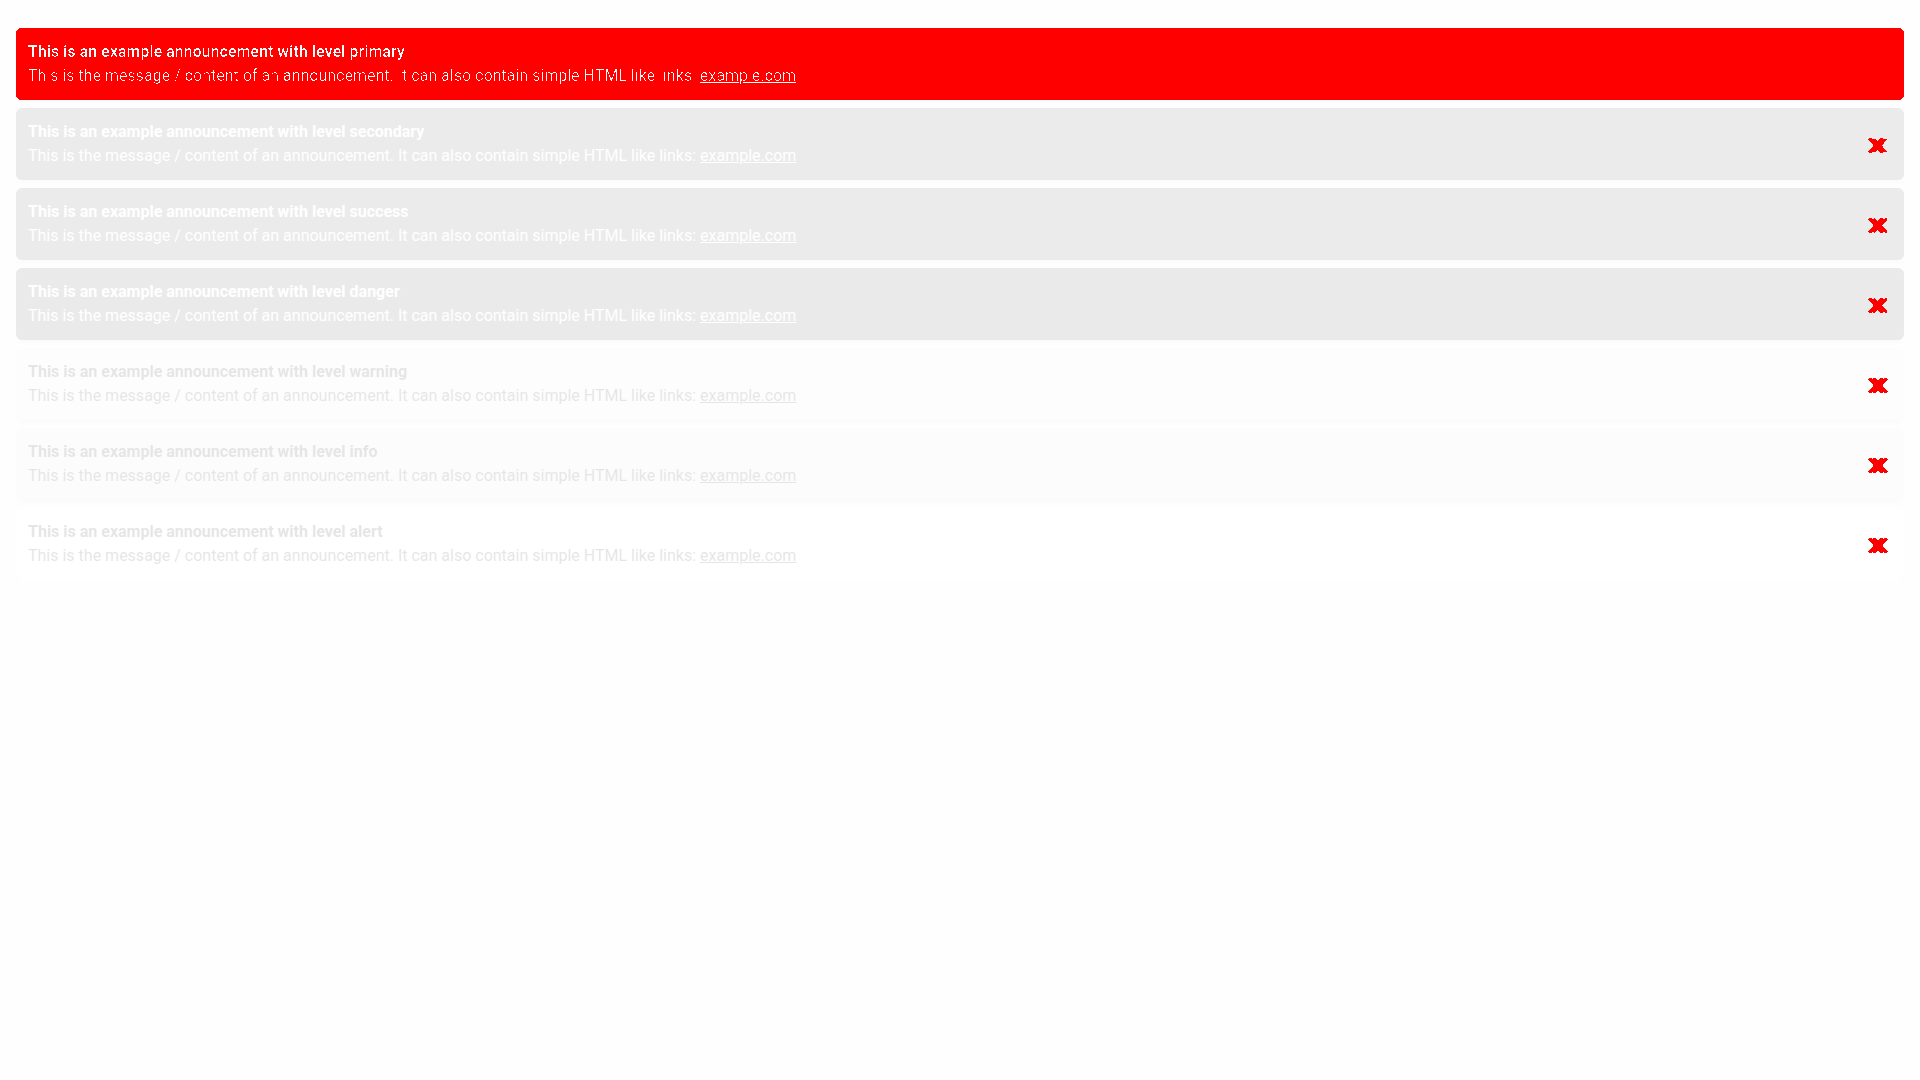 This is an example announcement with level primary
This is the message / content of an announcement. It can also contain simple HTML like links: example.com
This is an example announcement with level secondary
This is the message / content of an announcement. It can also contain simple HTML like links: example.com
This is an example announcement with level success
This is the message / content of an announcement. It can also contain simple HTML like links: example.com
This is an example announcement with level danger
This is the message / content of an announcement. It can also contain simple HTML like links: example.com
This is an example announcement with level warning
This is the message / content of an announcement. It can also contain simple HTML like links: example.com
This is an example announcement with level info
This is the message / content of an announcement. It can also contain simple HTML like links: example.com
This is an example announcement with level alert
This is the message / content of an announcement. It can also contain simple HTML like links: example.com